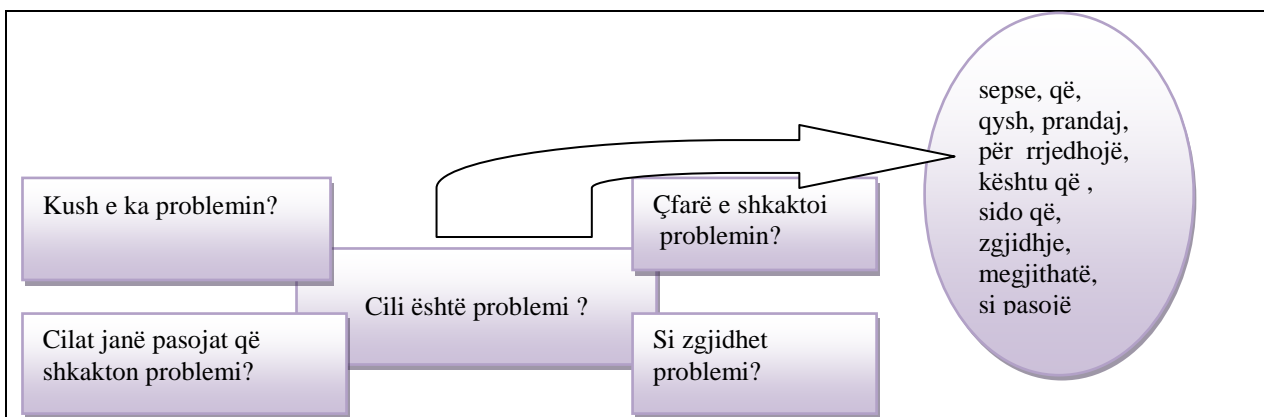 Kush e ka problemin?
Çfarë e shkaktoi
problemin?
Cili është problemi ?
Cilat janë pasojat që
shkakton problemi?
Si zgjidhet
problemi?
sepse, që,
qysh, prandaj,
për rrjedhojë,
kështu që ,
sido që,
zgjidhje,
megjithatë,
si pasojë